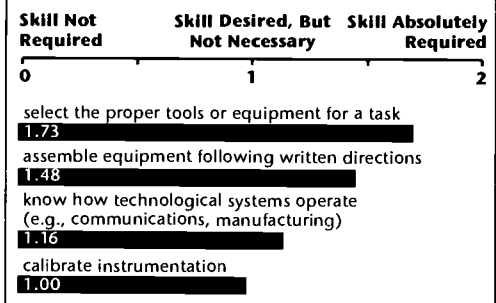 Skill Not Required
Skill Desired, But Not Necessary
Skill Absolutely Required
0 1 2
select the proper tools or equipment for a task
1.73
assemble equipment following written directions
1.48
know how technological systems operate
(e.g., communications, manufacturing)
1.16
calibrate instrumentation
1.00